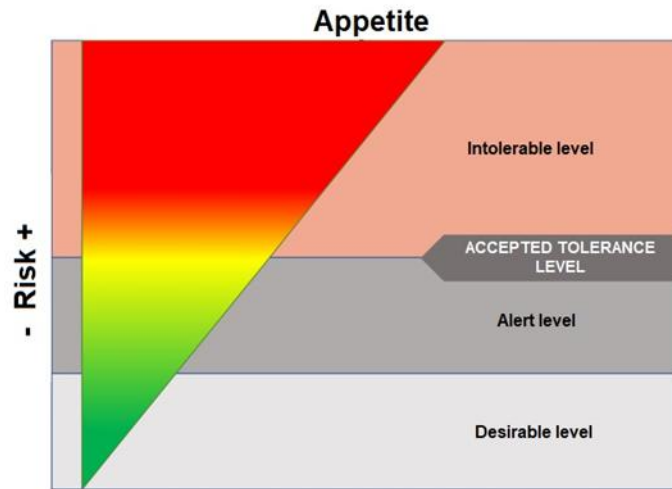 Appetite
Intolerable level
- Risk +
ACCEPTED TOLERANCE
LEVEL
Alert level
Desirable level